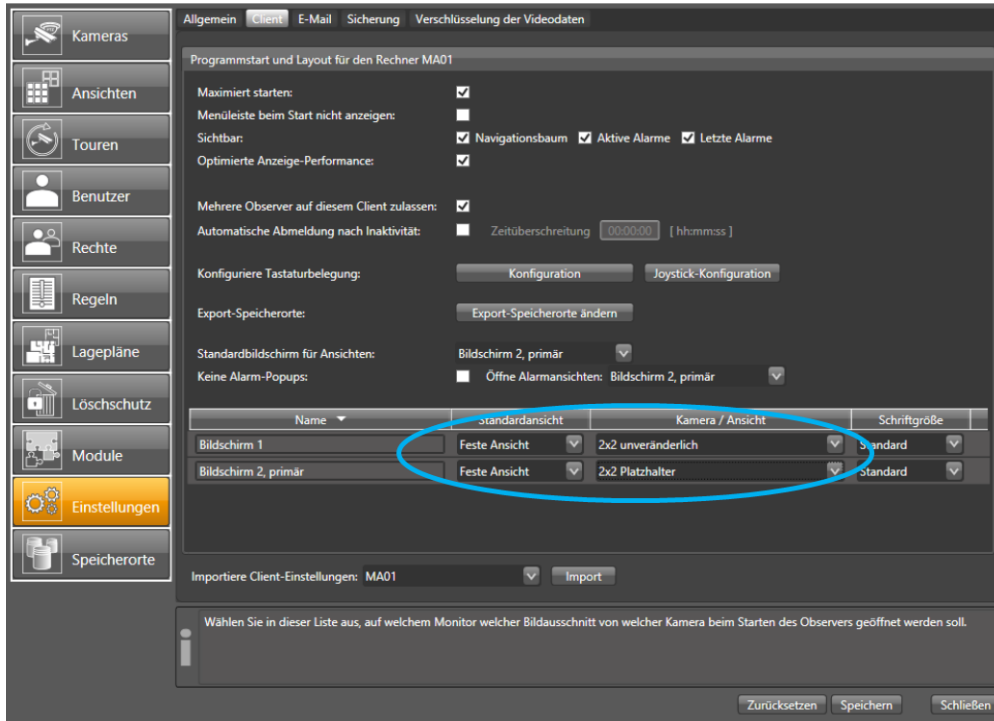 Allgemein Client E-Mail Sicherung Verschlüsselung der Videodaten
Kameras
Ansichten
Touren
Benutzer
Rechte
Regeln
Lagepläne
Löschschutz
Module
Einstellungen
Speicherorte
Programmstart und Layout für den Rechner MA01
Maximiert starten:
Menüleiste beim Start nicht anzeigen:
Sichtbar: Navigationsbaum Aktive Alarme Letzte Alarme
Optimierte Anzeige-Performance:
Mehrere Observer auf diesem Client zulassen:
Automatische Abmeldung nach Inaktivität: Zeitüberschreitung 00:00:00 [ hh:mm:ss ]
Konfiguriere Tastaturbelegung: Konfiguration Joystick-Konfiguration
Export-Speicherorte: Export-Speicherorte ändern
Standardbildschirm für Ansichten: Bildschirm 2, primär
Keine Alarm-Popups: Öffne Alarmansichten: Bildschirm 2, primär
Name Standardansicht Kamera / Ansicht Schriftgröße
Bildschirm 1 Feste Ansicht 2x2 unveränderlich Standard
Bildschirm 2, primär Feste Ansicht 2x2 Platzhalter Standard
Importiere Client-Einstellungen: MA01 Import
Wählen Sie in dieser Liste aus, auf welchem Monitor welcher Bildausschnitt von welcher Kamera beim Starten des Observers geöffnet werden soll.
Zurücksetzen Speichern Schließen